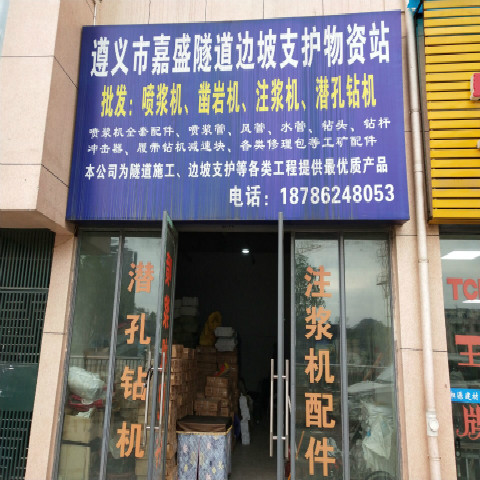 遵义市嘉盛隧道边坡支护物资站
批发：喷浆机、凿岩机、注浆机、潜孔钻机
喷浆机全套配件、喷浆管、风管、水管、钻头、钻杆
冲击器、履带钻机减速块、各类修理包等工矿配件
本公司为隧道施工、边坡支护等各类工程提供最优质产品
电话：18786248053
潜孔钻机
注浆机配件
TCL
王牌